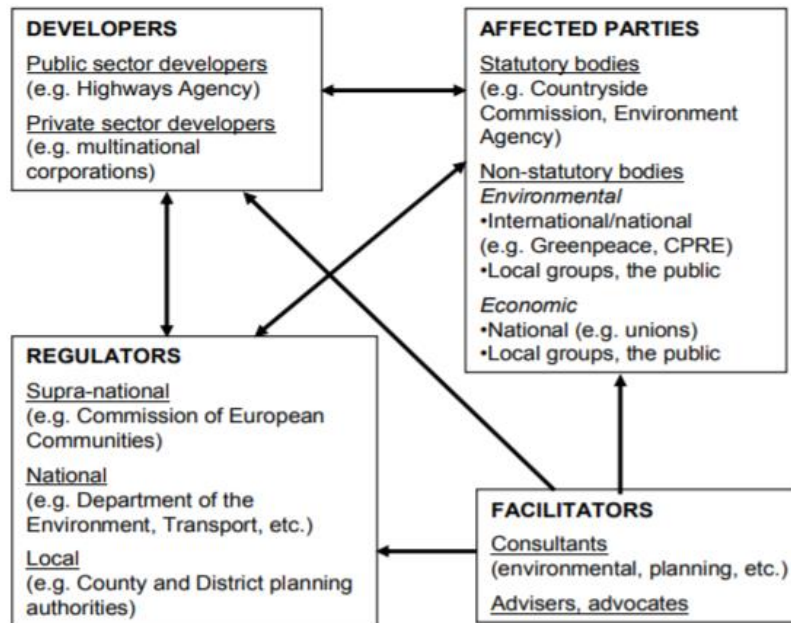 DEVELOPERS
Public sector developers
(e.g. Highways Agency)
Private sector developers
(e.g. multinational
corporations)
AFFECTED PARTIES
Statutory bodies
(e.g. Countryside
Commission, Environment
Agency)
Non-statutory bodies
Environmental
•International/national
(e.g. Greenpeace, CPRE)
•Local groups, the public
Economic
•National (e.g. unions)
•Local groups, the public
REGULATORS
Supra-national
(e.g. Commission of European
Communities)
National
(e.g. Department of the
Environment, Transport, etc.)
Local
(e.g. County and District planning
authorities)
FACILITATORS
Consultants
(environmental, planning, etc.)
Advisers, advocates